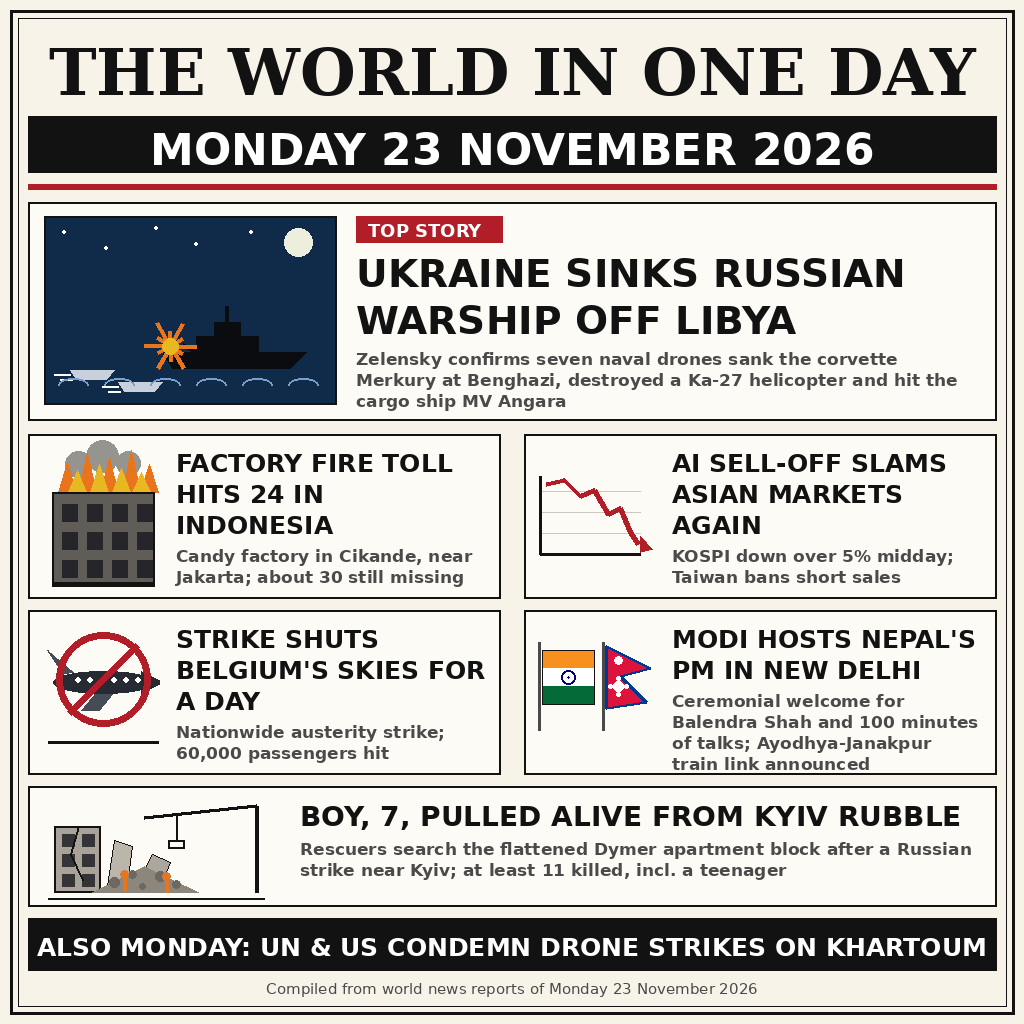 THE WORLD IN ONE DAY
MONDAY 23 NOVEMBER 2026
TOP STORY
UKRAINE SINKS RUSSIAN
WARSHIP OFF LIBYA
Zelensky confirms seven naval drones sank the corvette
Merkury at Benghazi, destroyed a Ka-27 helicopter and hit the
cargo ship MV Angara
FACTORY FIRE TOLL
HITS 24 IN
INDONESIA
Candy factory in Cikande, near
Jakarta; about 30 still missing
AI SELL-OFF SLAMS
ASIAN MARKETS
AGAIN
KOSPI down over 5% midday;
Taiwan bans short sales
STRIKE SHUTS
BELGIUM'S SKIES FOR
A DAY
Nationwide austerity strike;
60,000 passengers hit
MODI HOSTS NEPAL'S
PM IN NEW DELHI
Ceremonial welcome for
Balendra Shah and 100 minutes
of talks; Ayodhya-Janakpur
train link announced
BOY, 7, PULLED ALIVE FROM KYIV RUBBLE
Rescuers search the flattened Dymer apartment block after a Russian
strike near Kyiv; at least 11 killed, incl. a teenager
ALSO MONDAY: UN & US CONDEMN DRONE STRIKES ON KHARTOUM
Compiled from world news reports of Monday 23 November 2026